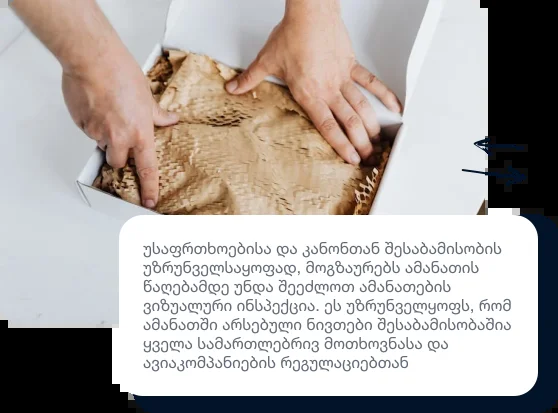 უსაფრთხოებისა და კანონთან შესაბამისობის
უზრუნველსაყოფად, მოგზაურებს ამანათის
წაღებამდე უნდა შეეძლოთ ამანათების
ვიზუალური ინსპექცია. ეს უზრუნველყოფს, რომ
ამანათში არსებული ნივთები შესაბამისობაშია
ყველა სამართლებრივ მოთხოვნასა და
ავიაკომპანიების რეგულაციებთან